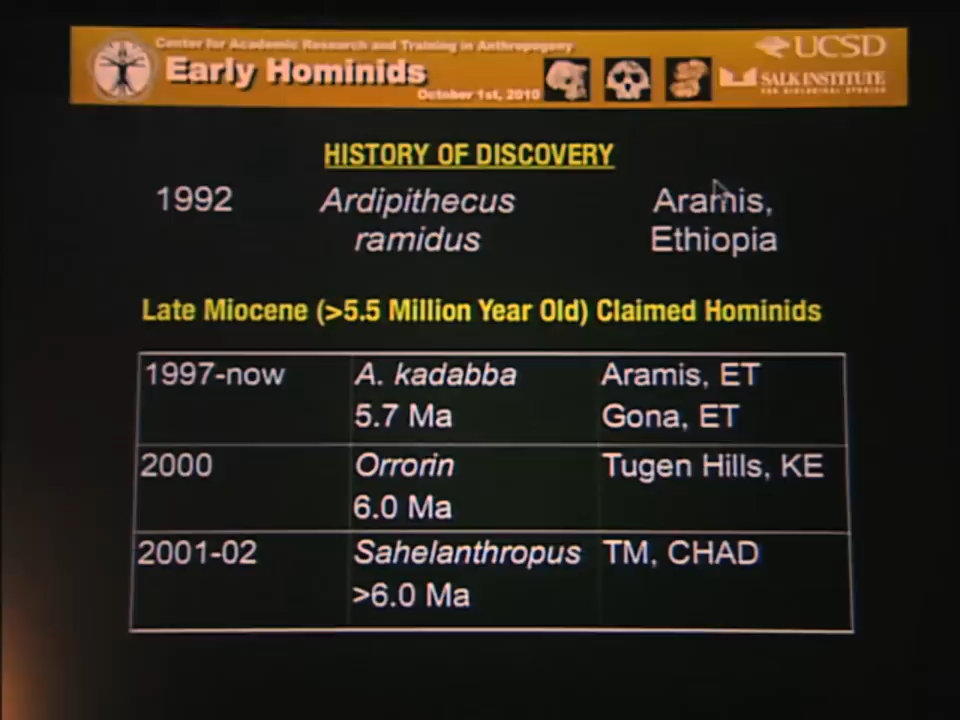 Center for Academic Research and Training in Anthropogeny
Early Hominids
October 1st, 2010
UCSD
SALK INSTITUTE
FOR BIOLOGICAL STUDIES
HISTORY OF DISCOVERY
1992 Ardipithecus ramidus Aramis, Ethiopia
Late Miocene (>5.5 Million Year Old) Claimed Hominids
1997-now A. kadabba Aramis, ET
5.7 Ma Gona, ET
2000 Orrorin Tugen Hills, KE
6.0 Ma
2001-02 Sahelanthropus TM, CHAD
>6.0 Ma